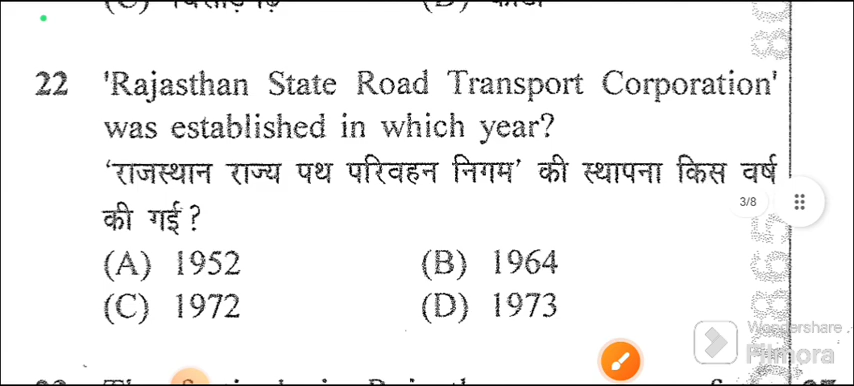 22 'Rajasthan State Road Transport Corporation'
was established in which year?
'राजस्थान राज्य पथ परिवहन निगम' की स्थापना किस वर्ष
की गई ?
3/8
(A) 1952 (B) 1964
(C) 1972 (D) 1973
Wondershare
Filmora